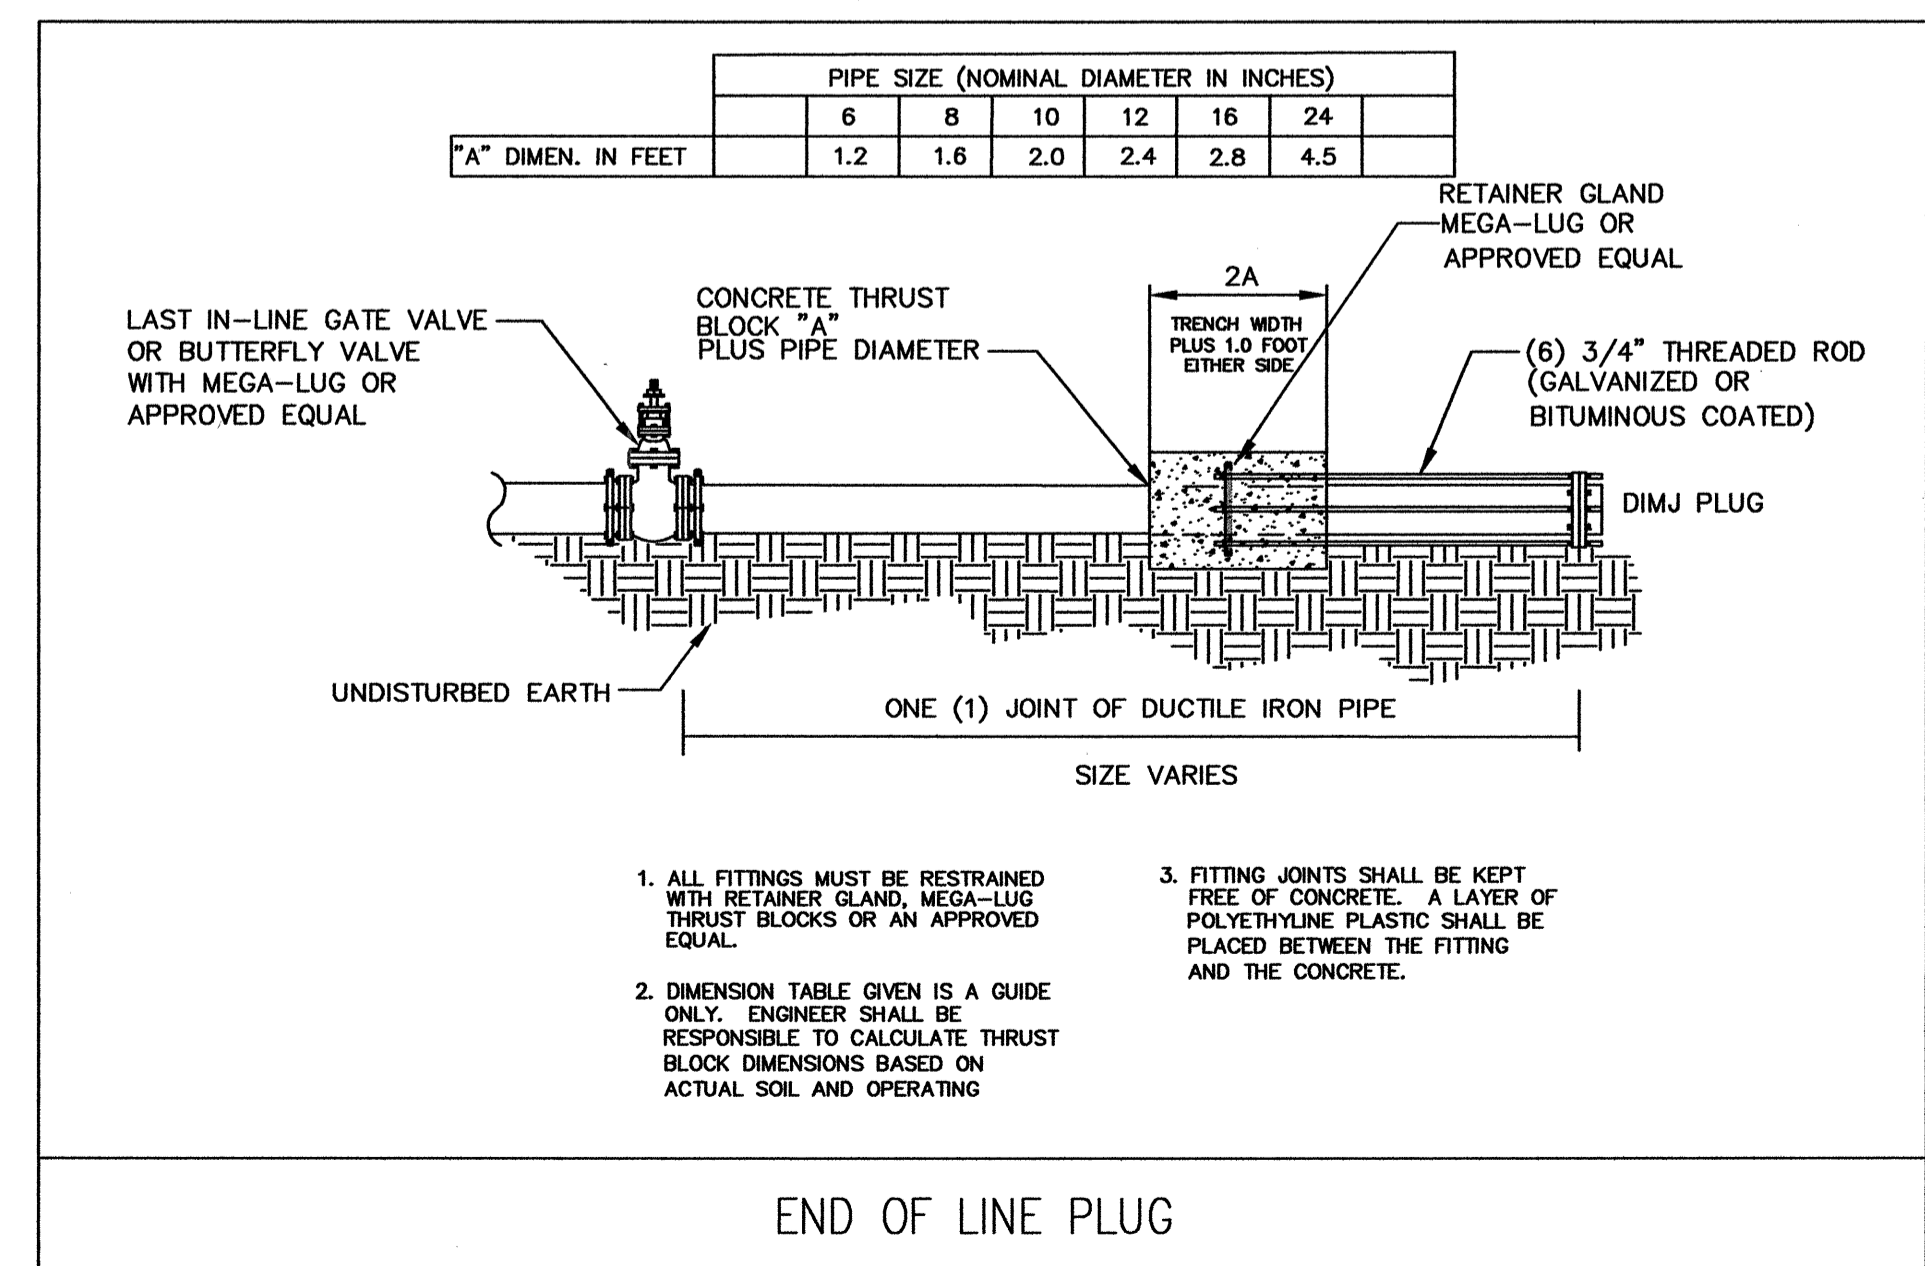 PIPE SIZE (NOMINAL DIAMETER IN INCHES)
6 8 10 12 16 24
"A" DIMEN. IN FEET 1.2 1.6 2.0 2.4 2.8 4.5
RETAINER GLAND
MEGA-LUG OR
APPROVED EQUAL
2A
TRENCH WIDTH
PLUS 1.0 FOOT
EITHER SIDE
CONCRETE THRUST
BLOCK "A"
PLUS PIPE DIAMETER
LAST IN-LINE GATE VALVE
OR BUTTERFLY VALVE
WITH MEGA-LUG OR
APPROVED EQUAL
(6) 3/4" THREADED ROD
(GALVANIZED OR
BITUMINOUS COATED)
DIMJ PLUG
UNDISTURBED EARTH
ONE (1) JOINT OF DUCTILE IRON PIPE
SIZE VARIES
1. ALL FITTINGS MUST BE RESTRAINED
WITH RETAINER GLAND, MEGA-LUG
THRUST BLOCKS OR AN APPROVED
EQUAL.
2. DIMENSION TABLE GIVEN IS A GUIDE
ONLY. ENGINEER SHALL BE
RESPONSIBLE TO CALCULATE THRUST
BLOCK DIMENSIONS BASED ON
ACTUAL SOIL AND OPERATING
3. FITTING JOINTS SHALL BE KEPT
FREE OF CONCRETE. A LAYER OF
POLYETHYLINE PLASTIC SHALL BE
PLACED BETWEEN THE FITTING
AND THE CONCRETE.
END OF LINE PLUG